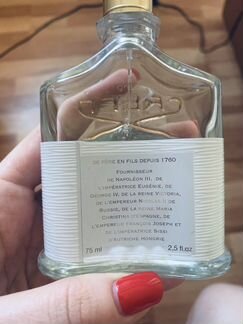 CREED
DE PÈRE EN FILS DEPUIS 1760
FOURNISSEUR
DE NAPOLÉON III, DE
L'IMPÉRATRICE EUGÉNIE, DE
GEORGE IV, DE LA REINE VICTORIA,
DE L'EMPEREUR NICOLAS II DE
RUSSIE, DE LA REINE MARIA
CHRISTINA D'ESPAGNE, DE
L'EMPEREUR FRANÇOIS JOSEPH ET
DE L'IMPÉRATRICE SISSI
D'AUTRICHE HONGRIE
75 ml 2,5 fl.oz